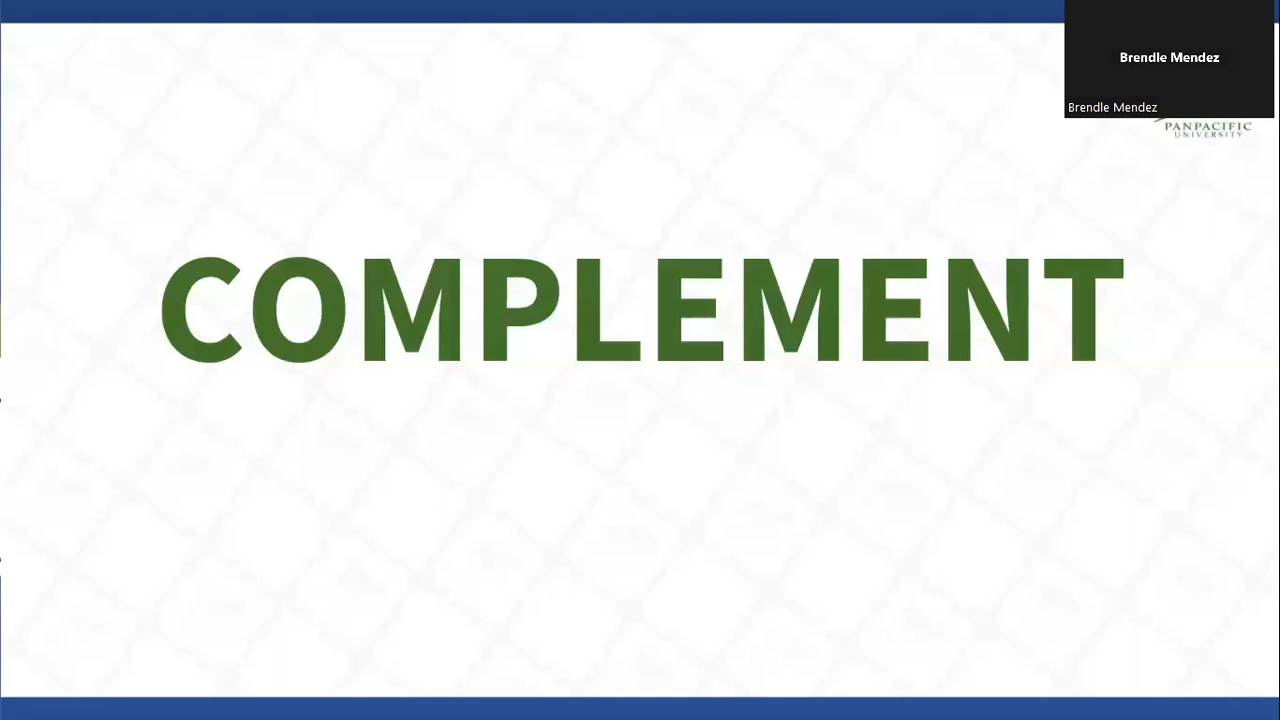 Brendle Mendez
Brendle Mendez
PANPACIFIC
UNIVERSITY
COMPLEMENT